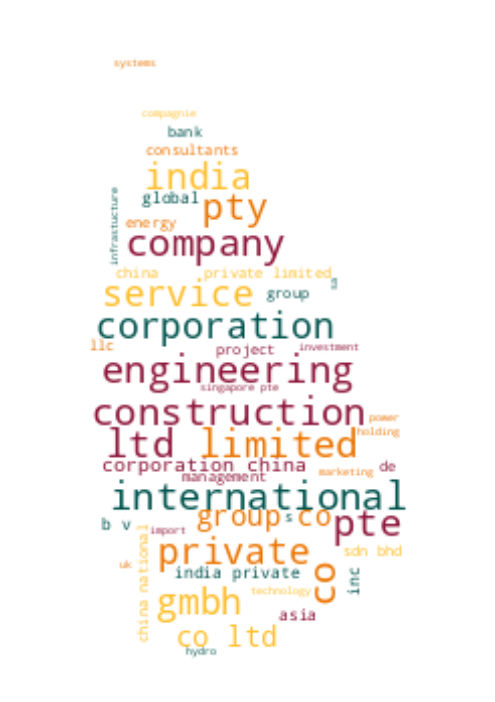 systems
compagnie
bank
consultants
india
infrastucture
global pty
energy
company
china private limited
service group
corporation
llc project investment
engineering
singapore pte
construction power
ltd limited holding
corporation china marketing de
management
international
b v group s co pte
import
china national
private sdn bhd
uk india private co inc
gmbh technology
asia
co ltd
hydro